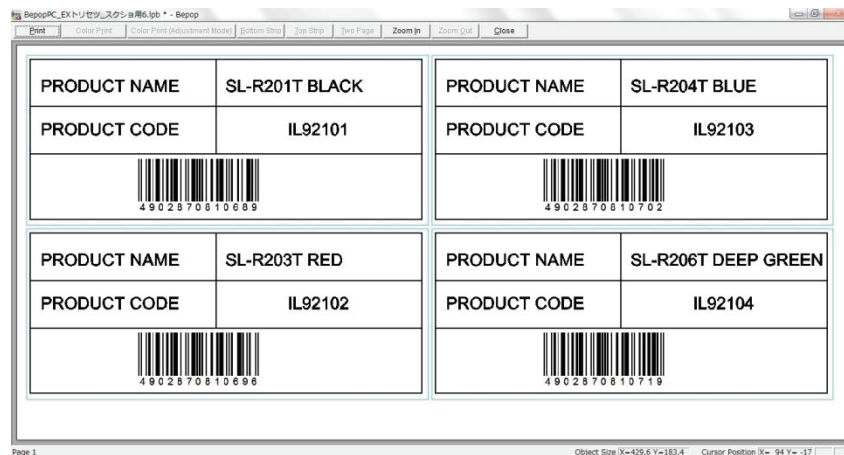 BepopPC_EXトリセツ_スクショ用6.lpb * - Bepop
Print Color Print Color Print (Adjustment Mode) Bottom Strip Top Strip Two Page Zoom In Zoom Out Close
PRODUCT NAME SL-R201T BLACK
PRODUCT CODE IL92101
4902870810689
PRODUCT NAME SL-R204T BLUE
PRODUCT CODE IL92103
4902870810702
PRODUCT NAME SL-R203T RED
PRODUCT CODE IL92102
4902870810696
PRODUCT NAME SL-R206T DEEP GREEN
PRODUCT CODE IL92104
4902870810719
Page 1 Object Size X=429.6 Y=183.4 Cursor Position X= 94 Y= -17